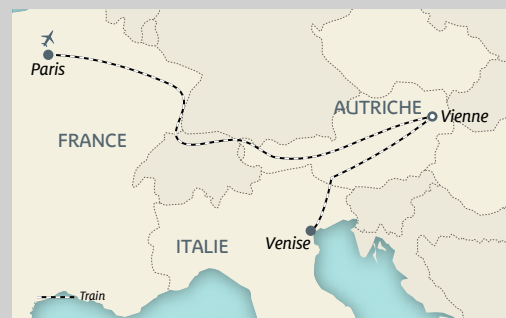 Paris
AUTRICHE
Vienne
FRANCE
ITALIE
Venise
Train